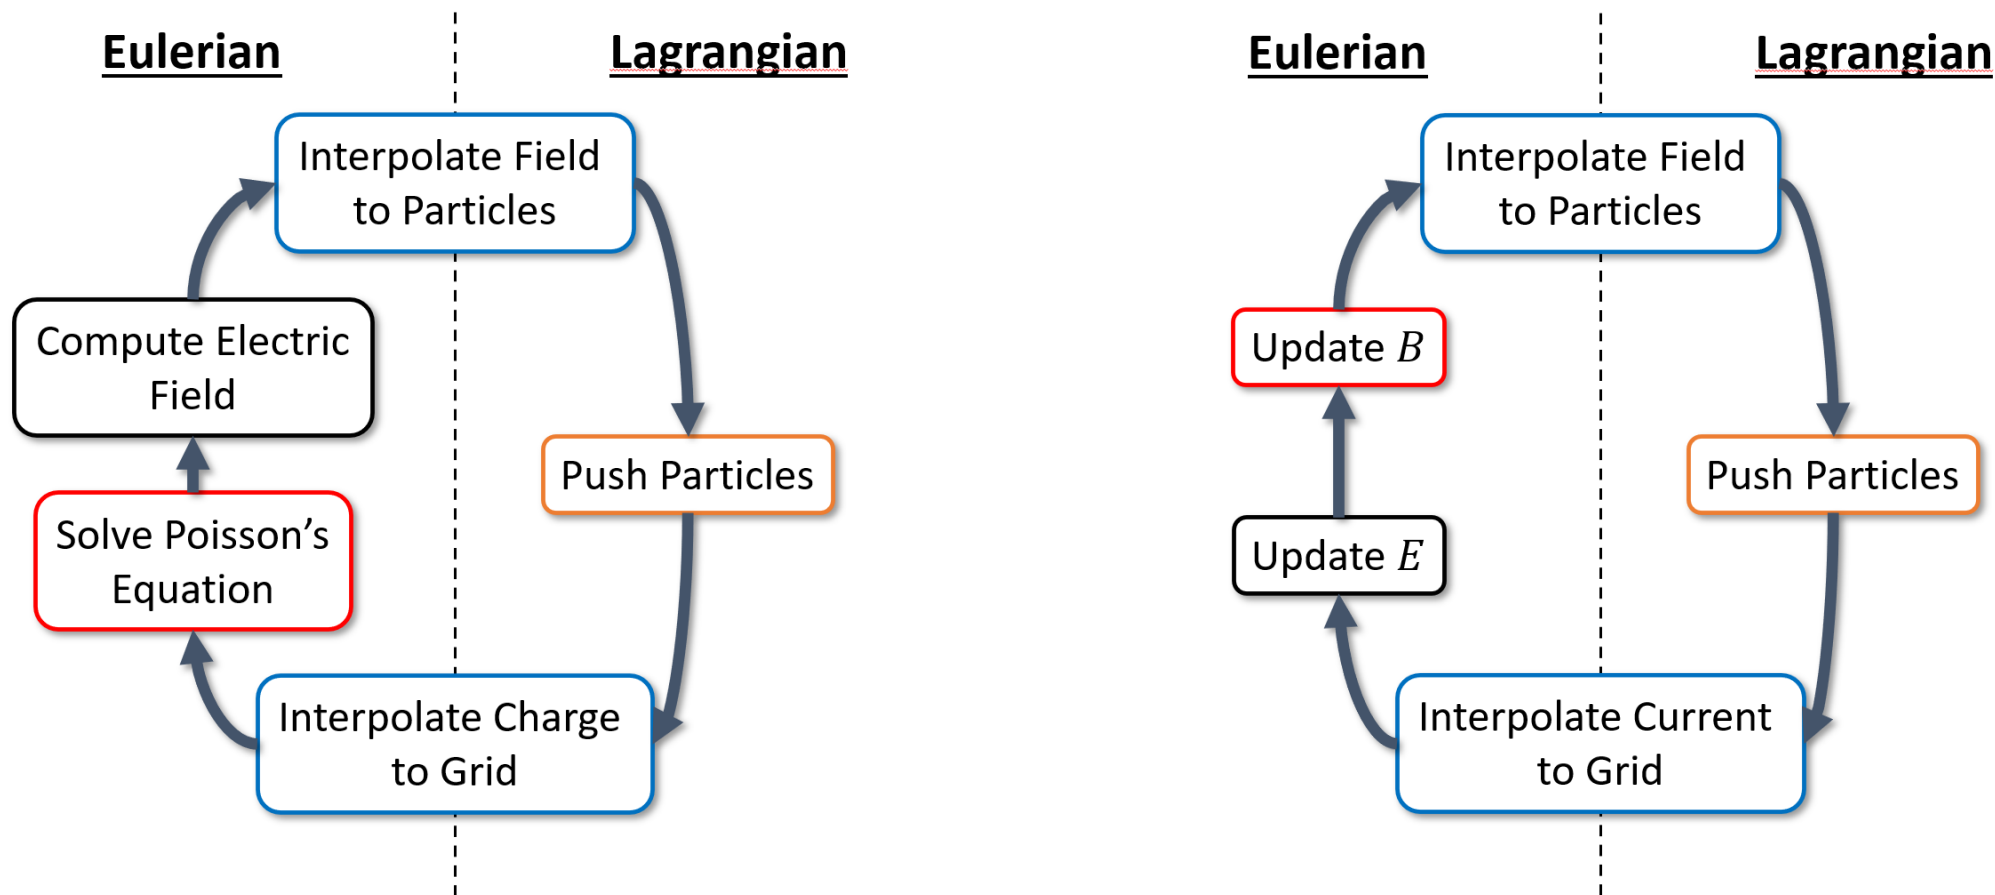 Eulerian
Lagrangian
Interpolate Field
to Particles
Compute Electric
Field
Push Particles
Solve Poisson’s
Equation
Interpolate Charge
to Grid
Eulerian
Lagrangian
Interpolate Field
to Particles
Update B
Push Particles
Update E
Interpolate Current
to Grid